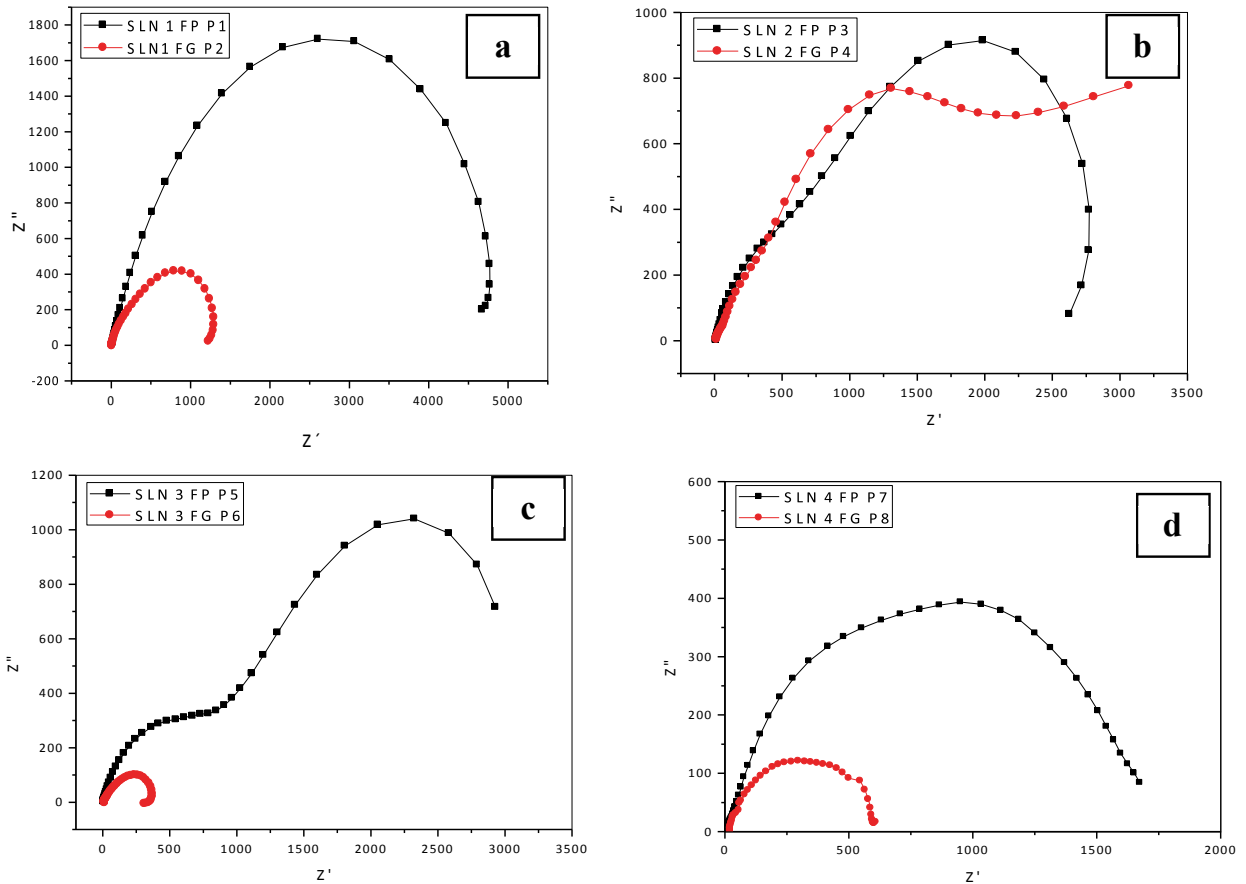 SLN 1 FP P1
SLN1 FG P2
a
1800
1600
1400
1200
1000
800
600
400
200
0
-200
Z"
0 1000 2000 3000 4000 5000
Z´
SLN 2 FP P3
SLN 2 FG P4
b
1000
800
600
400
200
0
Z"
0 500 1000 1500 2000 2500 3000 3500
Z'
SLN 3 FP P5
SLN 3 FG P6
c
1200
1000
800
600
400
200
0
Z"
0 500 1000 1500 2000 2500 3000 3500
Z'
SLN 4 FP P7
SLN 4 FG P8
d
600
500
400
300
200
100
0
Z"
0 500 1000 1500 2000
Z'